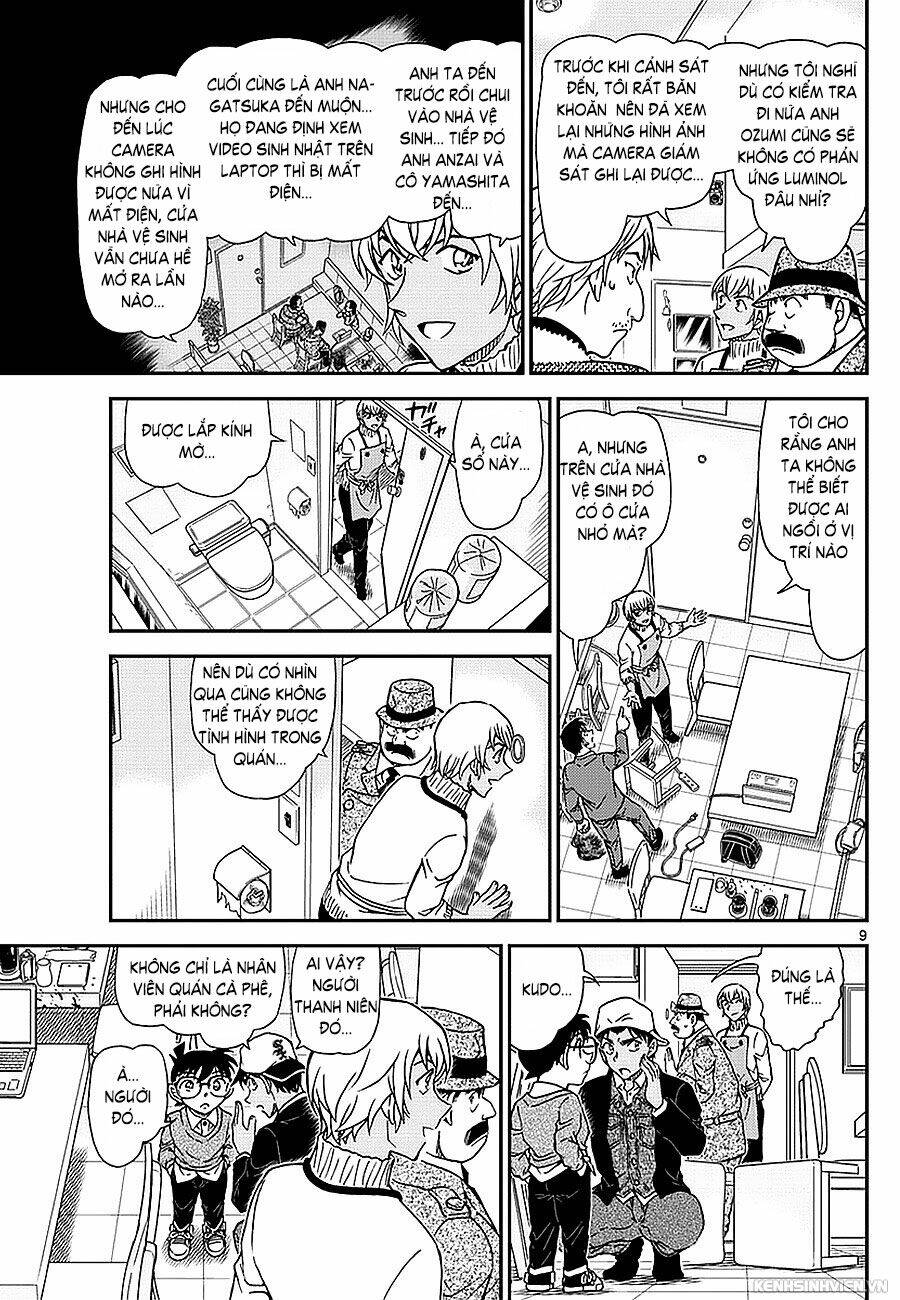 NHƯNG TÔI NGHĨ
DÙ CÓ KIỂM TRA
ĐI NỮA ANH
OZUMI CŨNG SẼ
KHÔNG CÓ PHẢN
ỨNG LUMINOL
ĐÂU NHỈ?
TRƯỚC KHI CẢNH SÁT
ĐẾN, TÔI RẤT BĂN
KHOĂN NÊN ĐÃ XEM
LẠI NHỮNG HÌNH ẢNH
MÀ CAMERA GIÁM
SÁT GHI LẠI ĐƯỢC...
ANH TA ĐẾN
TRƯỚC RỒI CHUI
VÀO NHÀ VỆ
SINH... TIẾP ĐÓ
ANH ANZAI VÀ
CÔ YAMASHITA
ĐẾN...
CUỐI CÙNG LÀ ANH NA-
GATSUKA ĐẾN MUỘN...
HỌ ĐANG ĐỊNH XEM
VIDEO SINH NHẬT TRÊN
LAPTOP THÌ BỊ MẤT
ĐIỆN...
NHƯNG CHO
ĐẾN LÚC
CAMERA
KHÔNG GHI HÌNH
ĐƯỢC NỮA VÌ
MẤT ĐIỆN, CỬA
NHÀ VỆ SINH
VẪN CHƯA HỀ
MỞ RA LẦN
NÀO...
TÔI CHO
RẰNG ANH
TA KHÔNG
THỂ BIẾT
ĐƯỢC AI
NGỒI Ở VỊ
TRÍ NÀO
A, NHƯNG
TRÊN CỬA NHÀ
VỆ SINH ĐÓ
CÓ Ô CỬA
NHỎ MÀ?
À, CỬA
SỔ NÀY...
ガチャ
ĐƯỢC LẮP KÍNH
MỜ...
NÊN DÙ CÓ NHÌN
QUA CŨNG KHÔNG
THỂ THẤY ĐƯỢC
TÌNH HÌNH TRONG
QUÁN...
9
ĐÚNG LÀ
THẾ...
KUDO...
AI VẬY?
NGƯỜI
THANH NIÊN
ĐÓ...
KHÔNG CHỈ LÀ NHÂN
VIÊN QUÁN CÀ PHÊ,
PHẢI KHÔNG?
À...
NGƯỜI
ĐÓ...
KENHSINHVIEN.VN